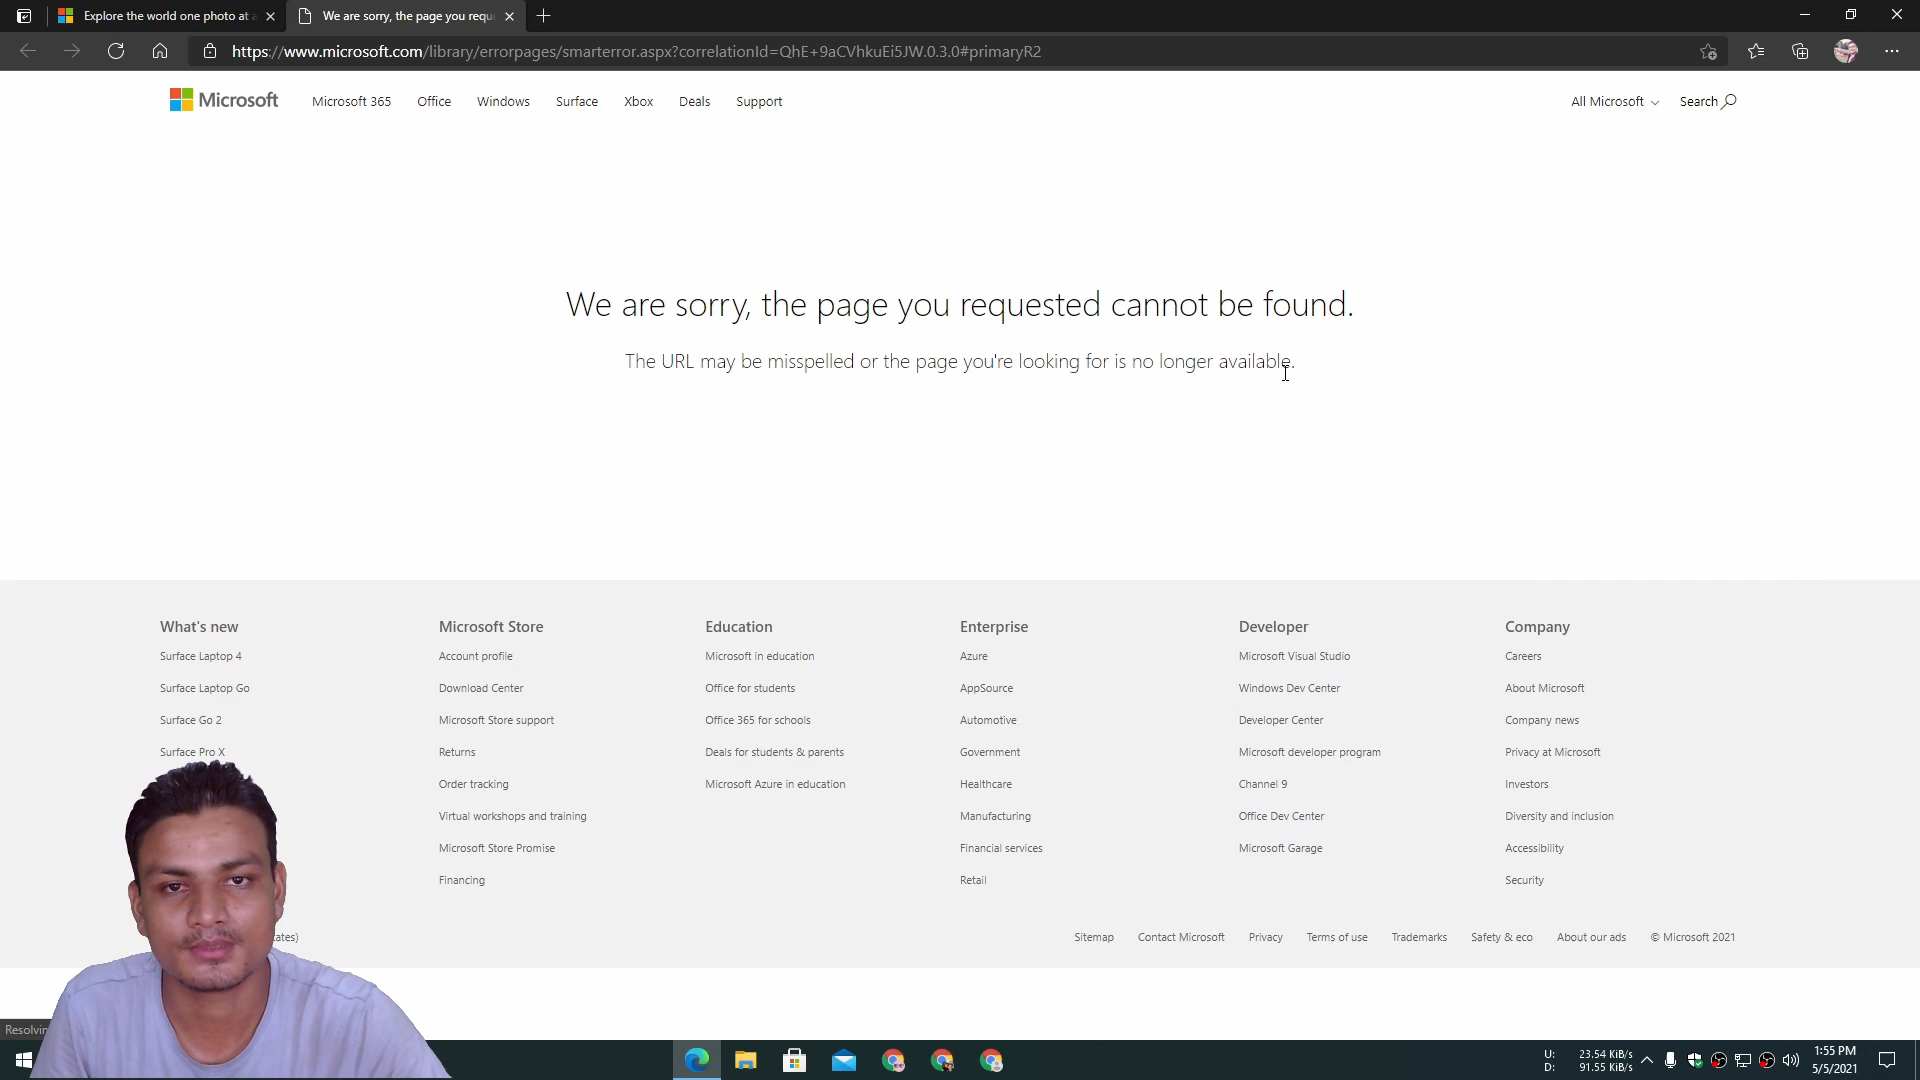 Explore the world one photo at a
We are sorry, the page you requ
https://www.microsoft.com/library/errorpages/smarterror.aspx?correlationId=QhE+9aCVhkuEi5JW.0.3.0#primaryR2
Microsoft Microsoft 365 Office Windows Surface Xbox Deals Support All Microsoft Search
We are sorry, the page you requested cannot be found.
The URL may be misspelled or the page you're looking for is no longer available.
What's new
Surface Laptop 4
Surface Laptop Go
Surface Go 2
Surface Pro X
Microsoft Store
Account profile
Download Center
Microsoft Store support
Returns
Order tracking
Virtual workshops and training
Microsoft Store Promise
Financing
Education
Microsoft in education
Office for students
Office 365 for schools
Deals for students & parents
Microsoft Azure in education
Enterprise
Azure
AppSource
Automotive
Government
Healthcare
Manufacturing
Financial services
Retail
Developer
Microsoft Visual Studio
Windows Dev Center
Developer Center
Microsoft developer program
Channel 9
Office Dev Center
Microsoft Garage
Company
Careers
About Microsoft
Company news
Privacy at Microsoft
Investors
Diversity and inclusion
Accessibility
Security
ates)
Sitemap Contact Microsoft Privacy Terms of use Trademarks Safety & eco About our ads © Microsoft 2021
Resolvin
U: 23.54 KiB/s
D: 91.55 KiB/s
1:55 PM
5/5/2021